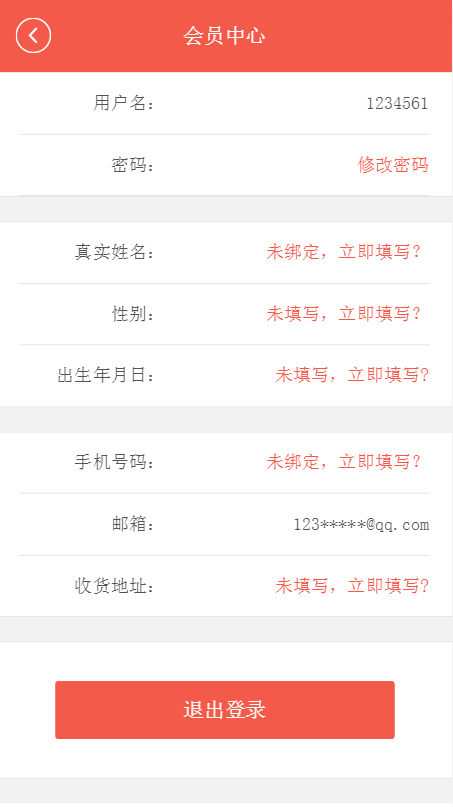 会员中心
用户名： 1234561
密码： 修改密码
真实姓名： 未绑定，立即填写？
性别： 未填写，立即填写？
出生年月日： 未填写，立即填写?
手机号码： 未绑定，立即填写？
邮箱： 123*****@qq.com
收货地址： 未填写，立即填写?
退出登录